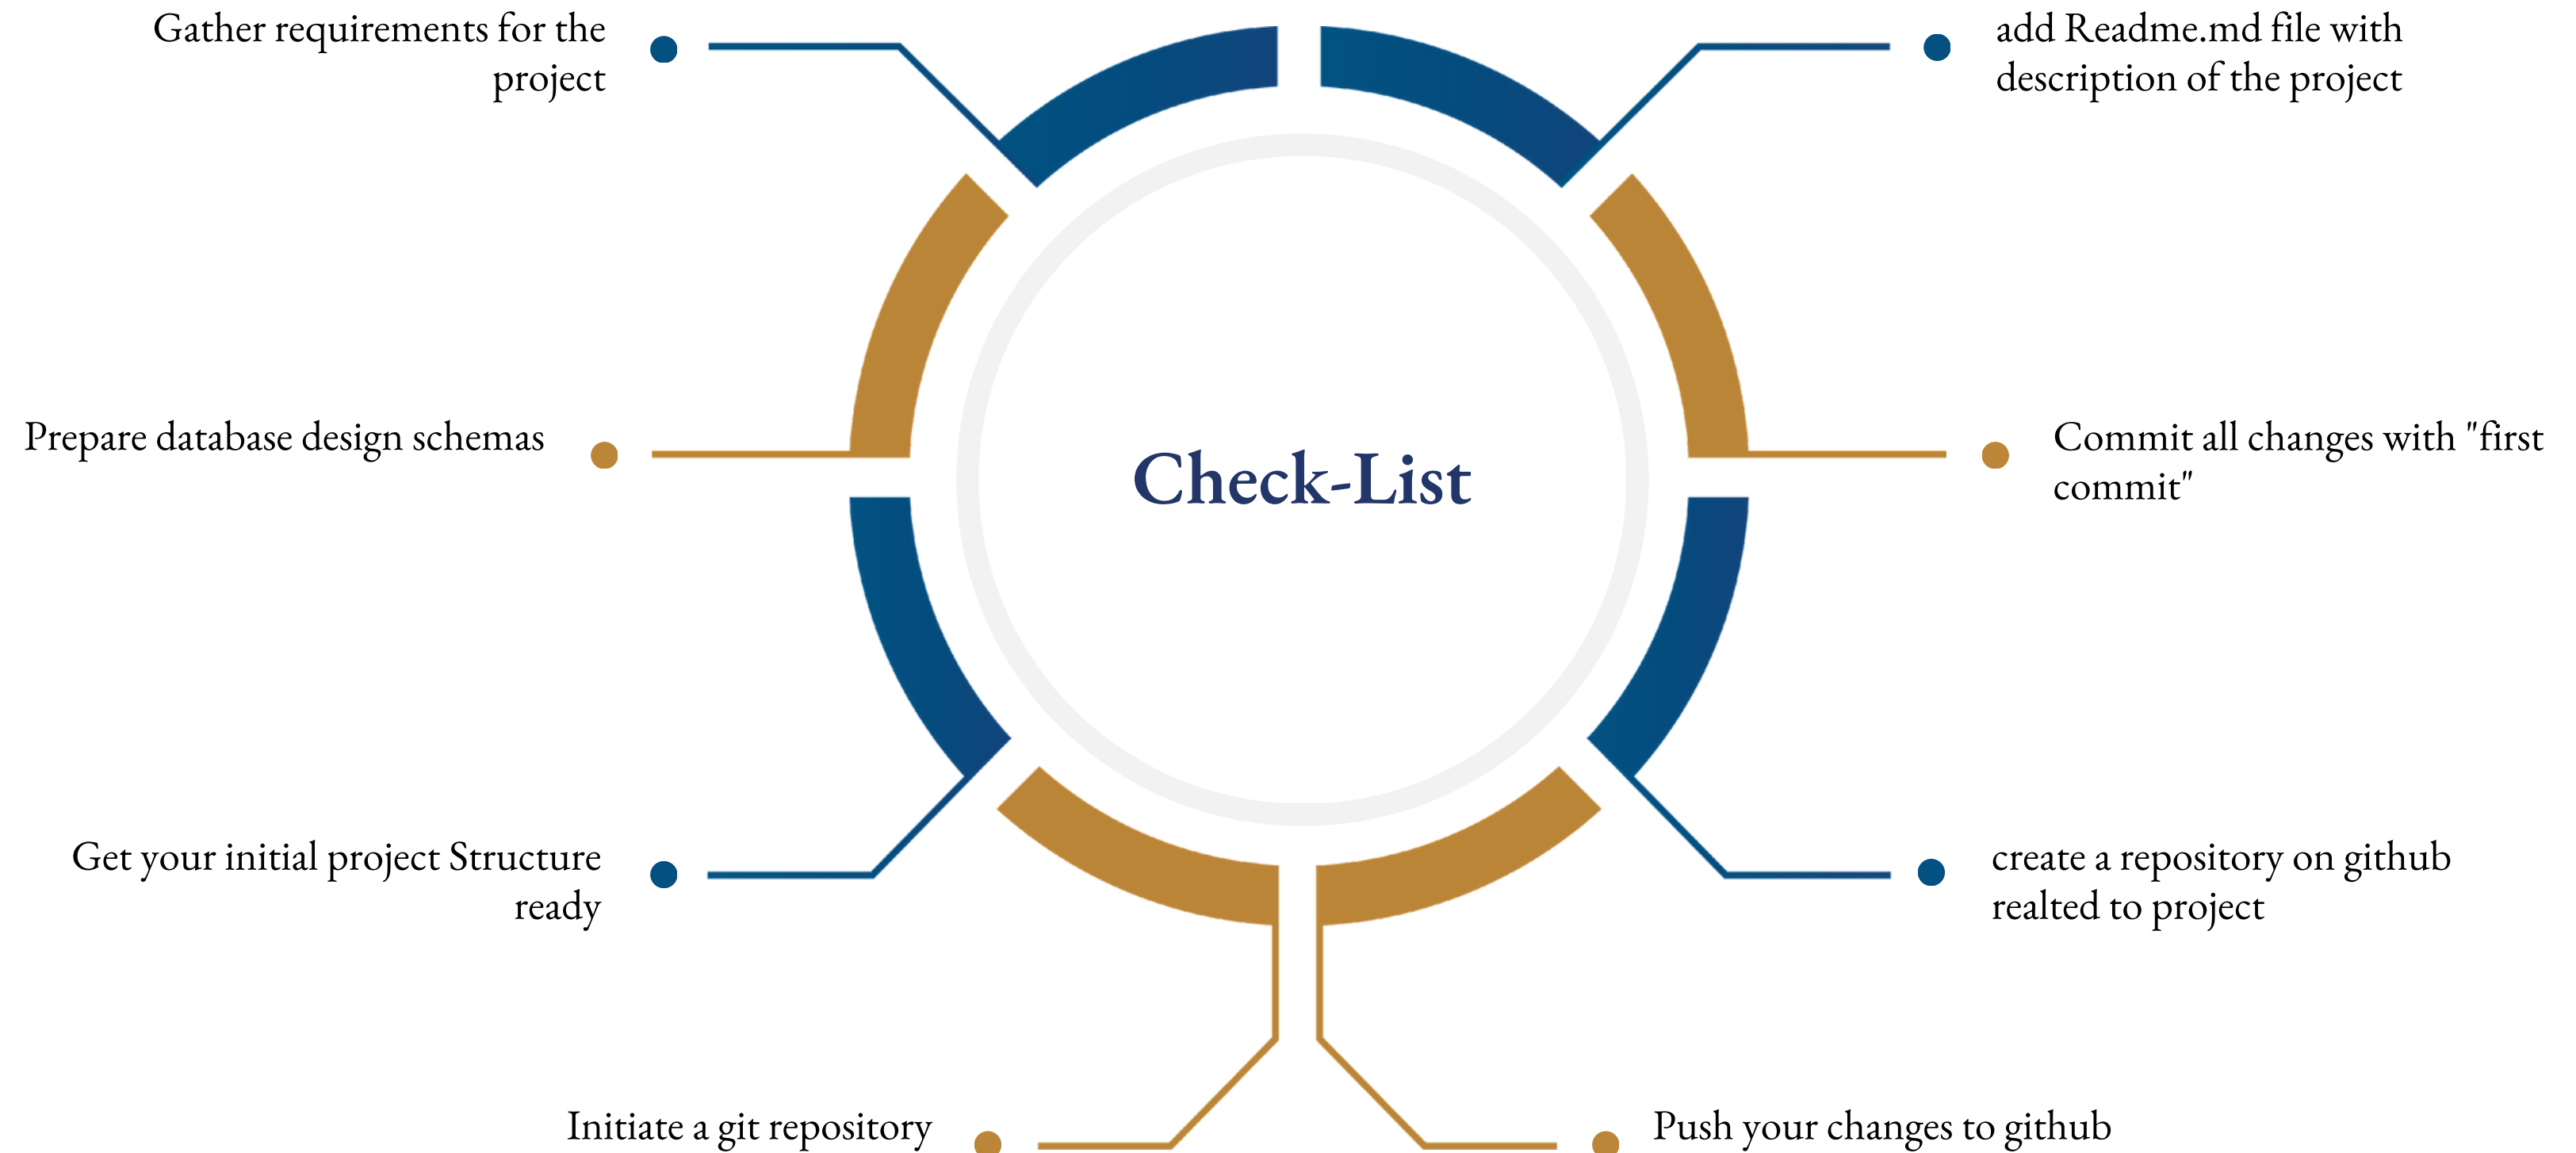 Gather requirements for the
project
add Readme.md file with
description of the project
Prepare database design schemas
Check-List
Commit all changes with "first
commit"
Get your initial project Structure
ready
create a repository on github
realted to project
Initiate a git repository
Push your changes to github